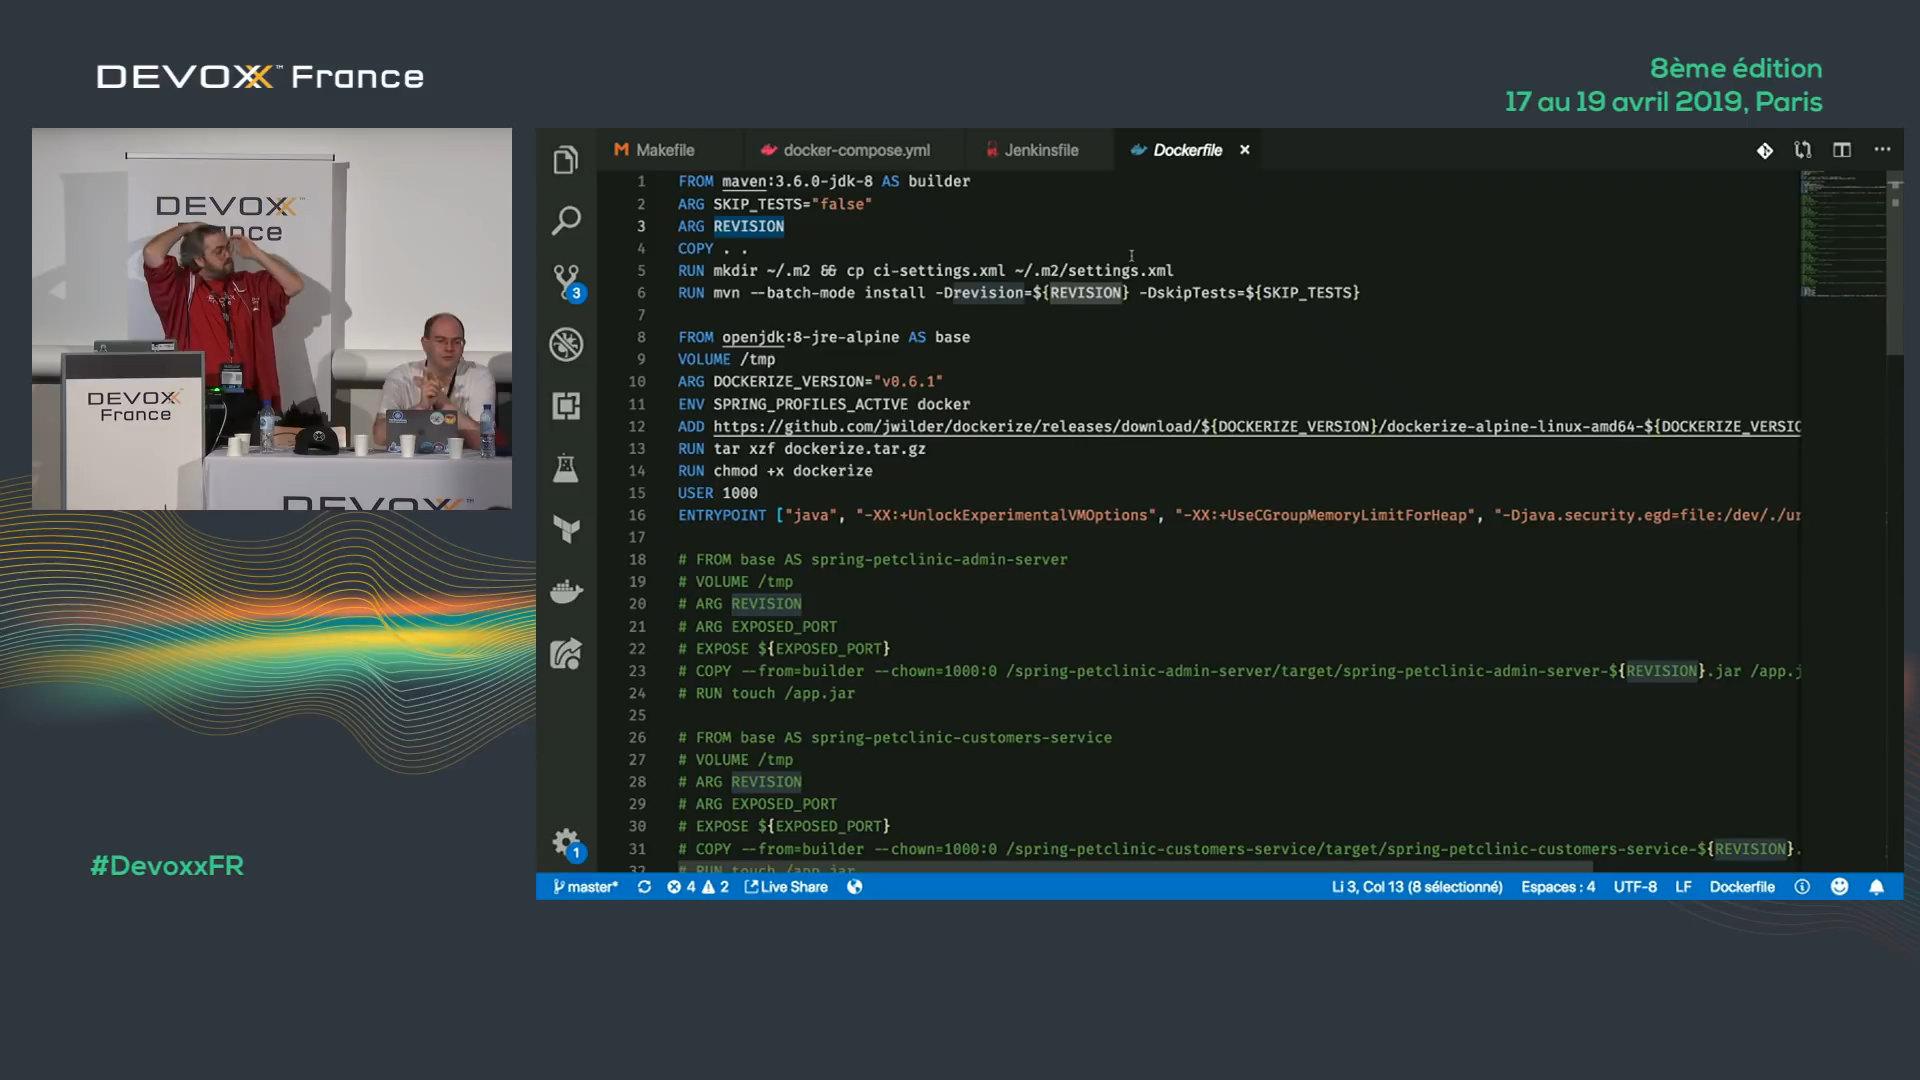 DEVOXX™ France
8ème édition
17 au 19 avril 2019, Paris
DEVOXX™
DEVOXX
France
DEVOXX™
Makefile
docker-compose.yml
Jenkinsfile
Dockerfile
1 FROM maven:3.6.0-jdk-8 AS builder
2 ARG SKIP_TESTS="false"
3 ARG REVISION
4 COPY . .
5 RUN mkdir ~/.m2 && cp ci-settings.xml ~/.m2/settings.xml
6 RUN mvn --batch-mode install -Drevision=${REVISION} -DskipTests=${SKIP_TESTS}
7
8 FROM openjdk:8-jre-alpine AS base
9 VOLUME /tmp
10 ARG DOCKERIZE_VERSION="v0.6.1"
11 ENV SPRING_PROFILES_ACTIVE docker
12 ADD https://github.com/jwilder/dockerize/releases/download/${DOCKERIZE_VERSION}/dockerize-alpine-linux-amd64-${DOCKERIZE_VERSIO
13 RUN tar xzf dockerize.tar.gz
14 RUN chmod +x dockerize
15 USER 1000
16 ENTRYPOINT ["java", "-XX:+UnlockExperimentalVMOptions", "-XX:+UseCGroupMemoryLimitForHeap", "-Djava.security.egd=file:/dev/./ur
17
18 # FROM base AS spring-petclinic-admin-server
19 # VOLUME /tmp
20 # ARG REVISION
21 # ARG EXPOSED_PORT
22 # EXPOSE ${EXPOSED_PORT}
23 # COPY --from=builder --chown=1000:0 /spring-petclinic-admin-server/target/spring-petclinic-admin-server-${REVISION}.jar /app.j
24 # RUN touch /app.jar
25
26 # FROM base AS spring-petclinic-customers-service
27 # VOLUME /tmp
28 # ARG REVISION
29 # ARG EXPOSED_PORT
30 # EXPOSE ${EXPOSED_PORT}
31 # COPY --from=builder --chown=1000:0 /spring-petclinic-customers-service/target/spring-petclinic-customers-service-${REVISION}.
32 # RUN touch /app.jar
3
1
master* 4 2 Live Share Li 3, Col 13 (8 sélectionné) Espaces : 4 UTF-8 LF Dockerfile
#DevoxxFR